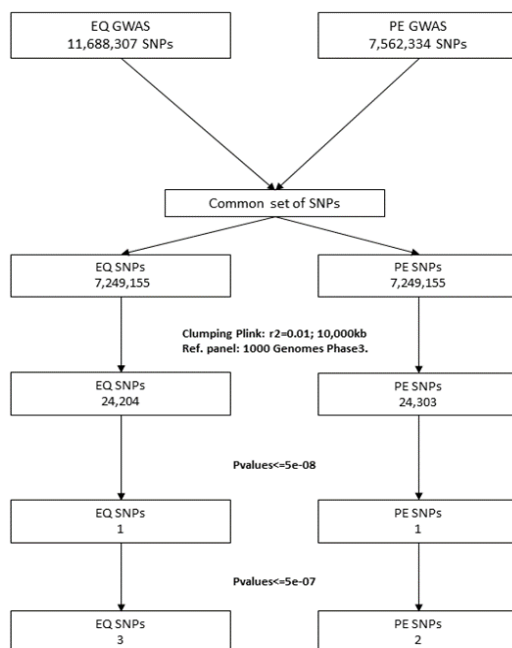 EQ GWAS
11,688,307 SNPs
PE GWAS
7,562,334 SNPs
Common set of SNPs
EQ SNPs
7,249,155
PE SNPs
7,249,155
Clumping Plink: r2=0.01; 10,000kb
Ref. panel: 1000 Genomes Phase3.
EQ SNPs
24,204
PE SNPs
24,303
Pvalues<=5e-08
EQ SNPs
1
PE SNPs
1
Pvalues<=5e-07
EQ SNPs
3
PE SNPs
2